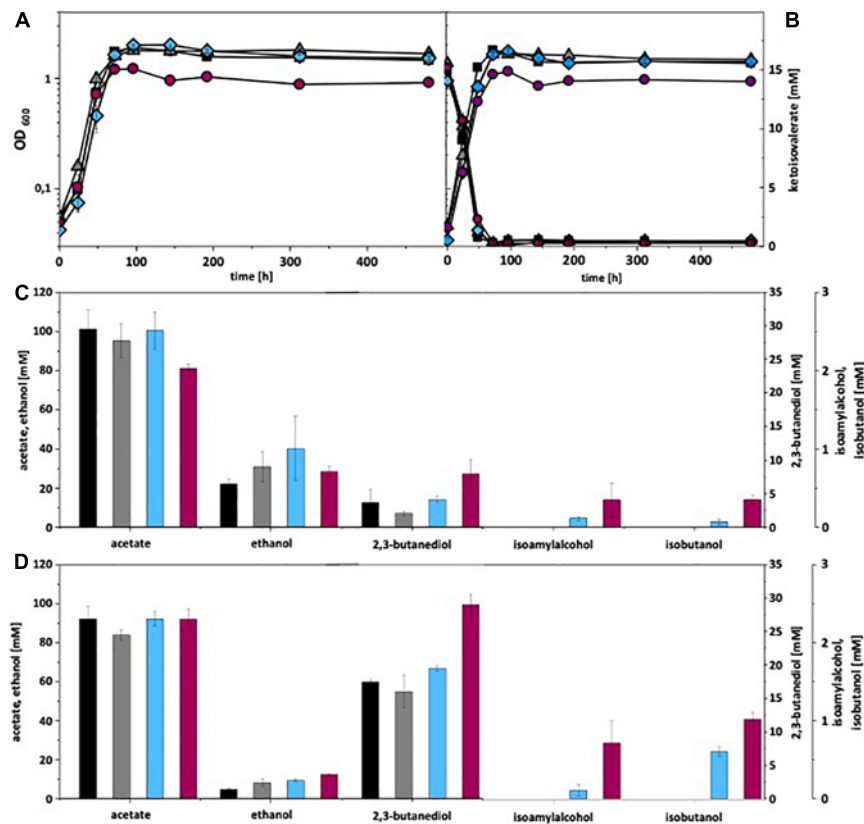 A
B
OD 600
1
0,1
0 100 200 300 400
time [h]
0 100 200 300 400
time [h]
15
10
5
0
ketoisovalerate [mM]
C
120
100
80
60
40
20
0
acetate, ethanol [mM]
acetate ethanol 2,3-butanediol isoamylalcohol isobutanol
35
30
25
20
15
10
5
0
2,3-butanediol [mM]
3
2
1
0
isoamylalcohol,
isobutanol [mM]
D
120
100
80
60
40
20
0
acetate, ethanol [mM]
acetate ethanol 2,3-butanediol isoamylalcohol isobutanol
35
30
25
20
15
10
5
0
2,3-butanediol [mM]
3
2
1
0
isoamylalcohol,
isobutanol [mM]